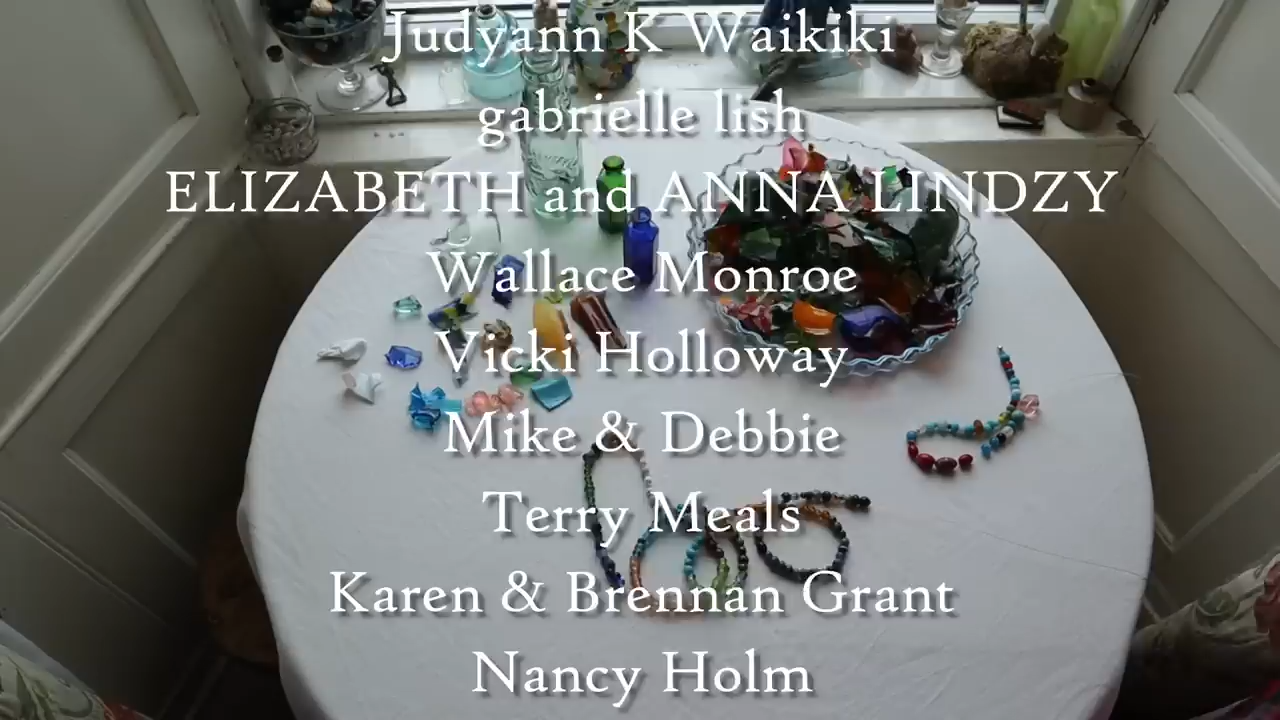 Judyann K Waikiki
gabrielle lish
ELIZABETH and ANNA LINDZY
Wallace Monroe
Vicki Holloway
Mike & Debbie
Terry Meals
Karen & Brennan Grant
Nancy Holm